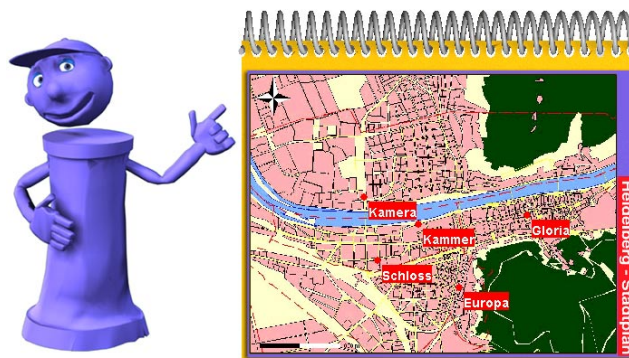 Kamera
Kammer
Gloria
Schloss
Europa
Heidelberg - Stadtplan